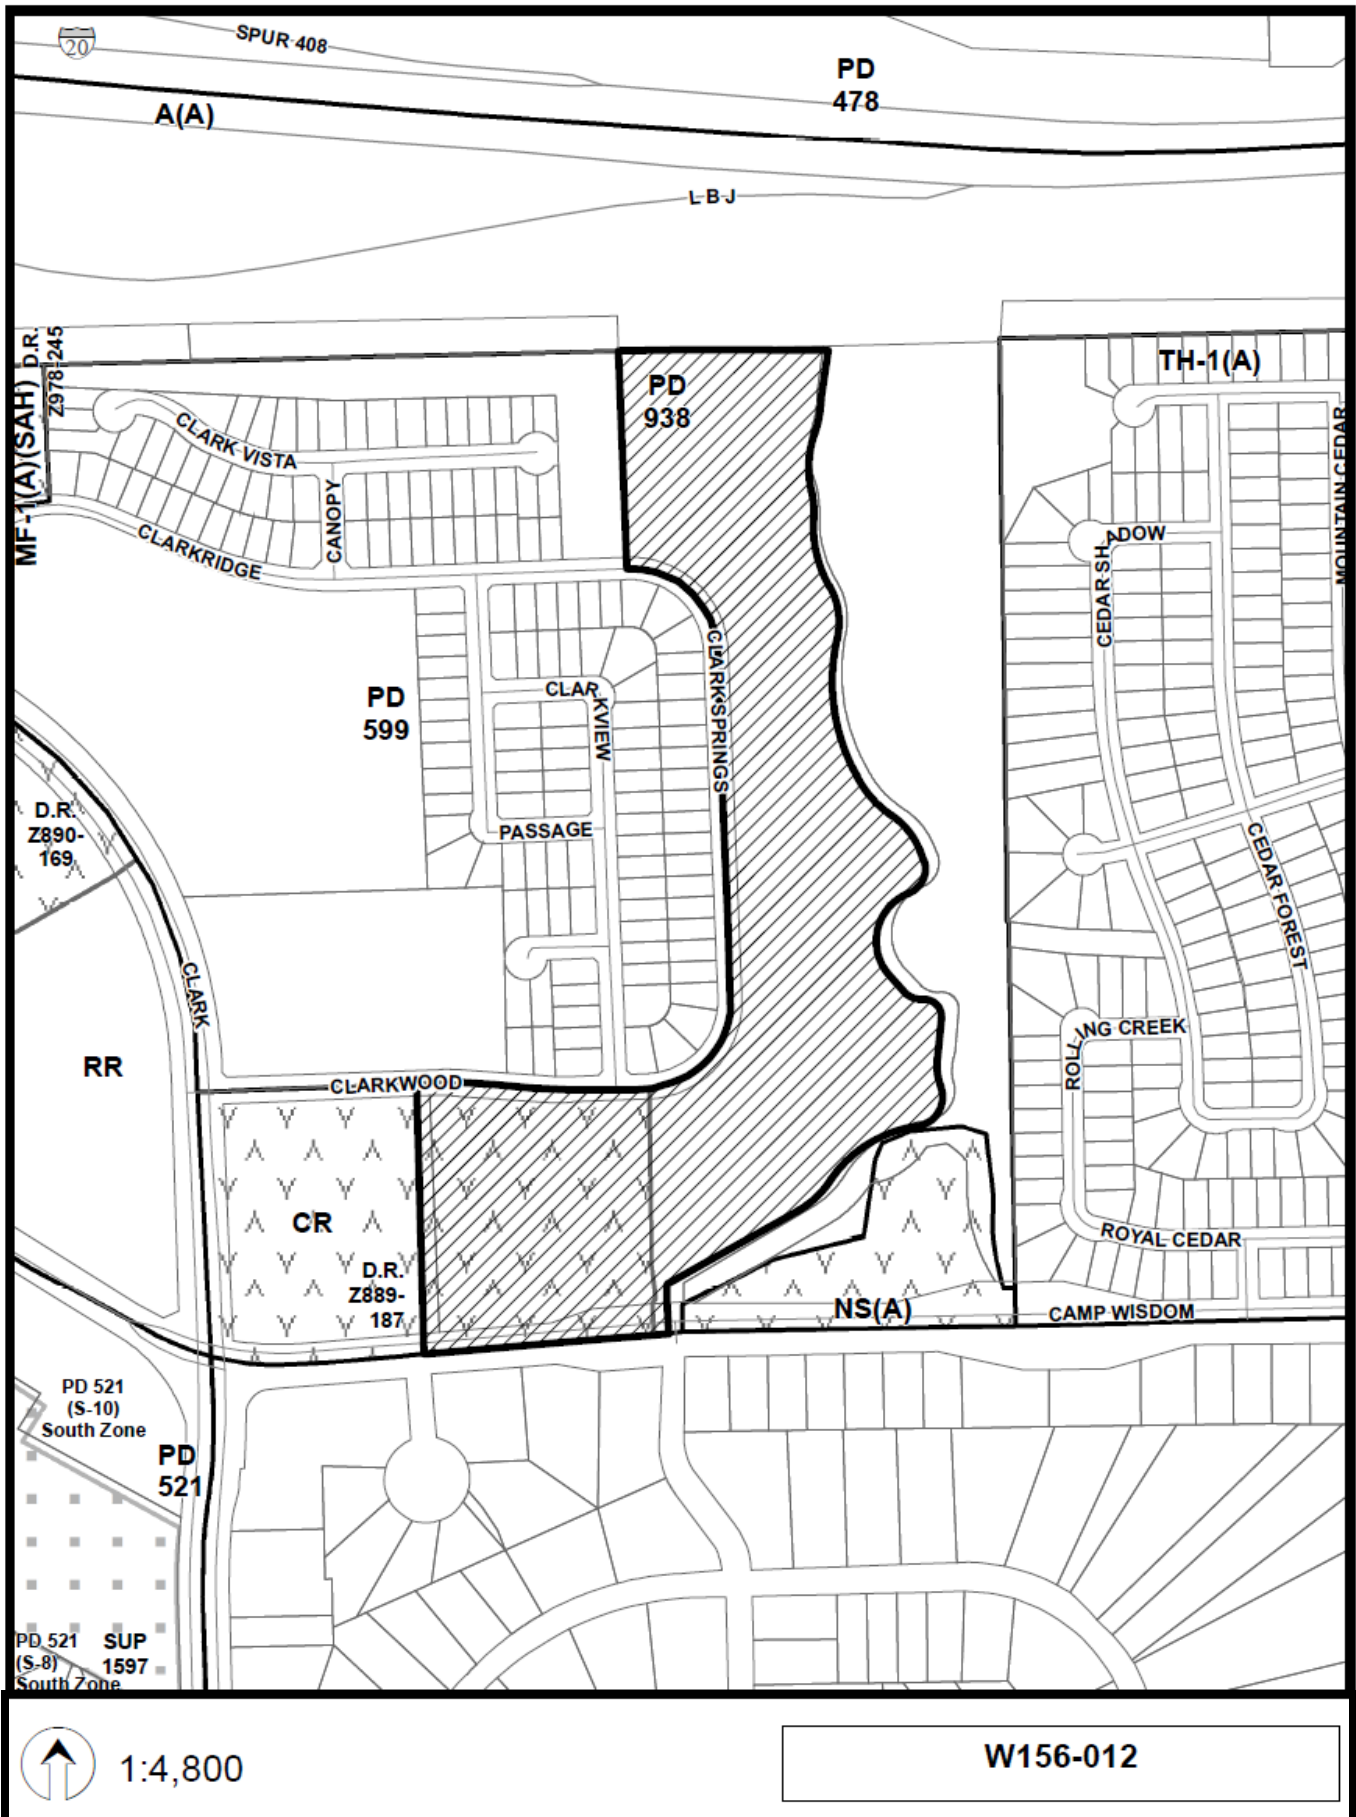 SPUR 408
20
PD
478
A(A)
L B J
D.R.
Z978-245
MF-1(A)(SAH)
PD
938
TH-1(A)
CLARK VISTA
CANOPY
CLARKRIDGE
MOUNTAIN CEDAR
CEDAR SHADOW
CLARK SPRINGS
PD
599
CLARKVIEW
PASSAGE
D.R.
Z890-
169
CEDAR FOREST
CLARK
RR
ROLLING CREEK
CLARKWOOD
CR
D.R.
Z889-
187
ROYAL CEDAR
NS(A)
CAMP WISDOM
PD 521
(S-10)
South Zone
PD
521
PD 521
(S-8)
South Zone
SUP
1597
1:4,800
W156-012